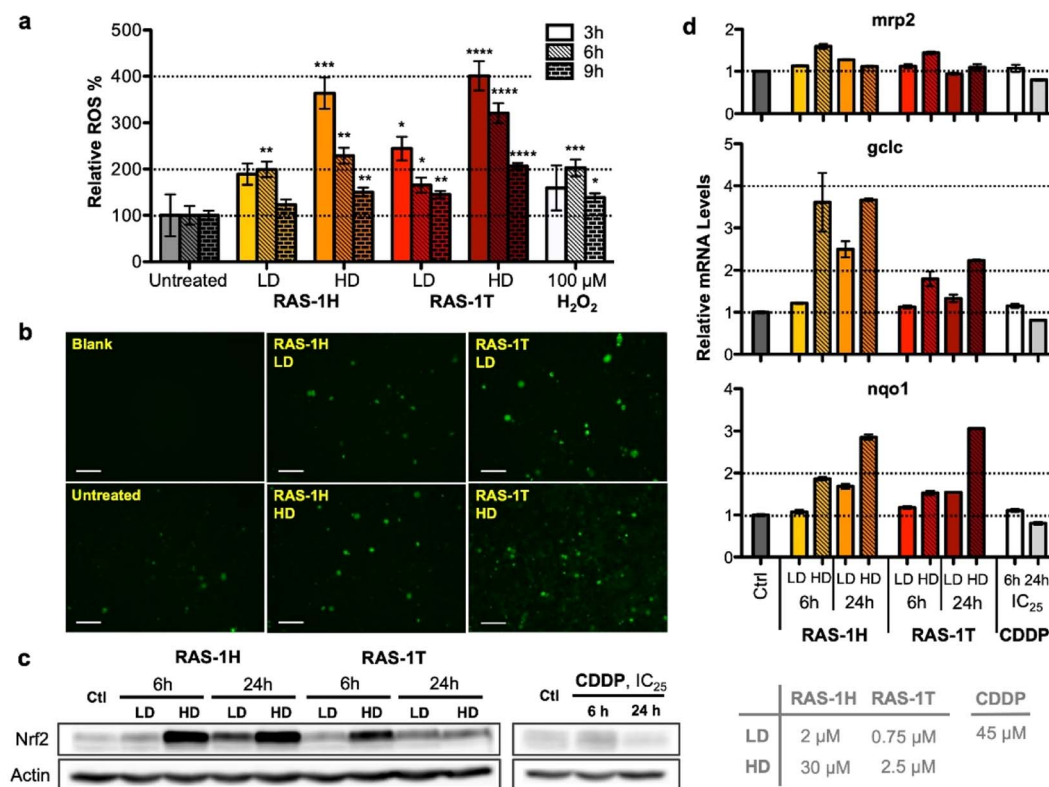 a
Relative ROS %
500
400
300
200
100
0
3h
6h
9h
***
**
**
**
*
*
**
****
****
****
***
*
Untreated
LD
HD
LD
HD
100 µM
RAS-1H
RAS-1T
H₂O₂
b
Blank
RAS-1H
LD
RAS-1T
LD
Untreated
RAS-1H
HD
RAS-1T
HD
c
RAS-1H
RAS-1T
Ctl
6h
24h
6h
24h
LD
HD
LD
HD
LD
HD
LD
HD
Ctl
CDDP, IC₂₅
6 h
24 h
Nrf2
Actin
d
mrp2
2
1
0
gclc
Relative mRNA Levels
5
4
3
2
1
0
nqo1
4
3
2
1
0
Ctrl
LD HD
LD HD
LD HD
LD HD
6h 24h
6h
24h
6h
24h
IC₂₅
RAS-1H
RAS-1T
CDDP
RAS-1H RAS-1T CDDP
LD 2 µM 0.75 µM 45 µM
HD 30 µM 2.5 µM